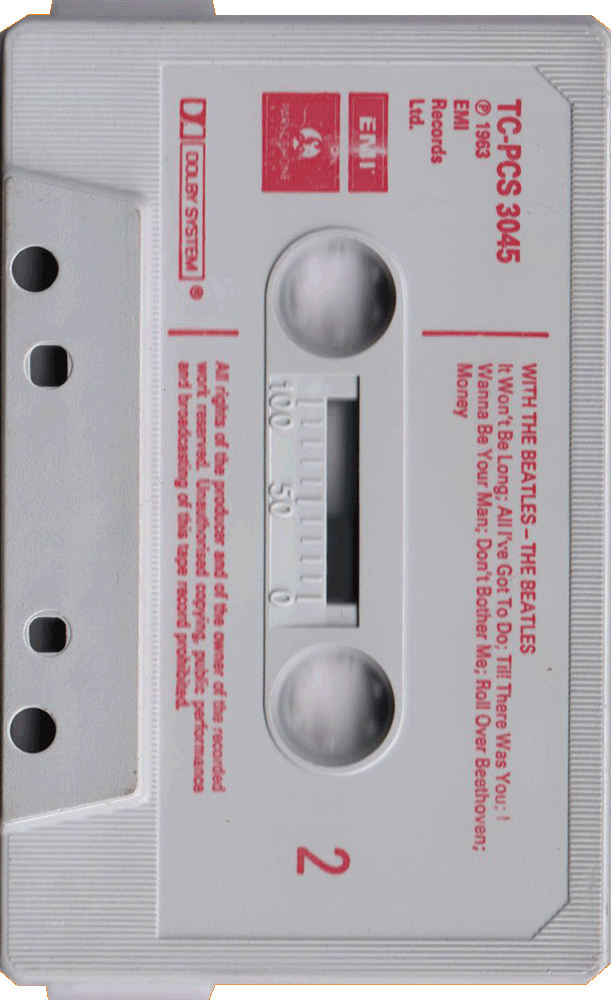 TC-PCS 3045
℗ 1963
EMI
Records
Ltd.
EMI
PARLOPHONE
DOLBY SYSTEM ®
WITH THE BEATLES – THE BEATLES
It Won't Be Long; All I've Got To Do; Till There Was You; I
Wanna Be Your Man; Don't Bother Me; Roll Over Beethoven;
Money
100 50 0
All rights of the producer and of the owner of the recorded
work reserved. Unauthorised copying, public performance
and broadcasting of this tape record prohibited.
2